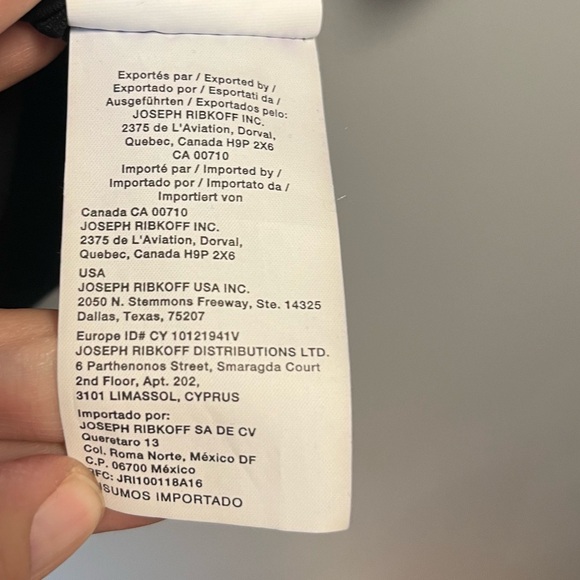 Exportés par / Exported by /
Exportado por / Esportati da /
Ausgeführten / Exportados pelo:
JOSEPH RIBKOFF INC.
2375 de L'Aviation, Dorval,
Quebec, Canada H9P 2X6
CA 00710
Importé par / Imported by /
Importado por / Importato da /
Importiert von
Canada CA 00710
JOSEPH RIBKOFF INC.
2375 de L'Aviation, Dorval,
Quebec, Canada H9P 2X6
USA
JOSEPH RIBKOFF USA INC.
2050 N. Stemmons Freeway, Ste. 14325
Dallas, Texas, 75207
Europe ID# CY 10121941V
JOSEPH RIBKOFF DISTRIBUTIONS LTD.
6 Parthenonos Street, Smaragda Court
2nd Floor, Apt. 202,
3101 LIMASSOL, CYPRUS
Importado por:
JOSEPH RIBKOFF SA DE CV
Queretaro 13
Col. Roma Norte, México DF
C.P. 06700 México
JRI100118A16
IMPORTADO